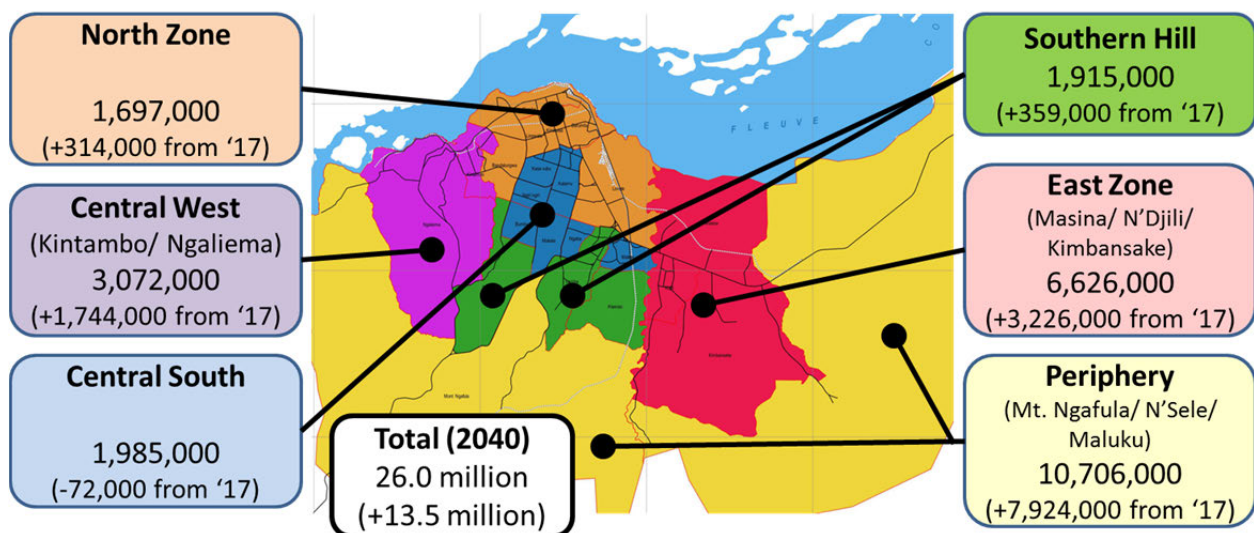 North Zone
1,697,000
(+314,000 from ‘17)
Central West
(Kintambo/ Ngaliema)
3,072,000
(+1,744,000 from ‘17)
Central South
1,985,000
(-72,000 from ‘17)
FLEUVE
Total (2040)
26.0 million
(+13.5 million)
Southern Hill
1,915,000
(+359,000 from ‘17)
East Zone
(Masina/ N’Djili/
Kimbansake)
6,626,000
(+3,226,000 from ‘17)
Periphery
(Mt. Ngafula/ N’Sele/
Maluku)
10,706,000
(+7,924,000 from ‘17)